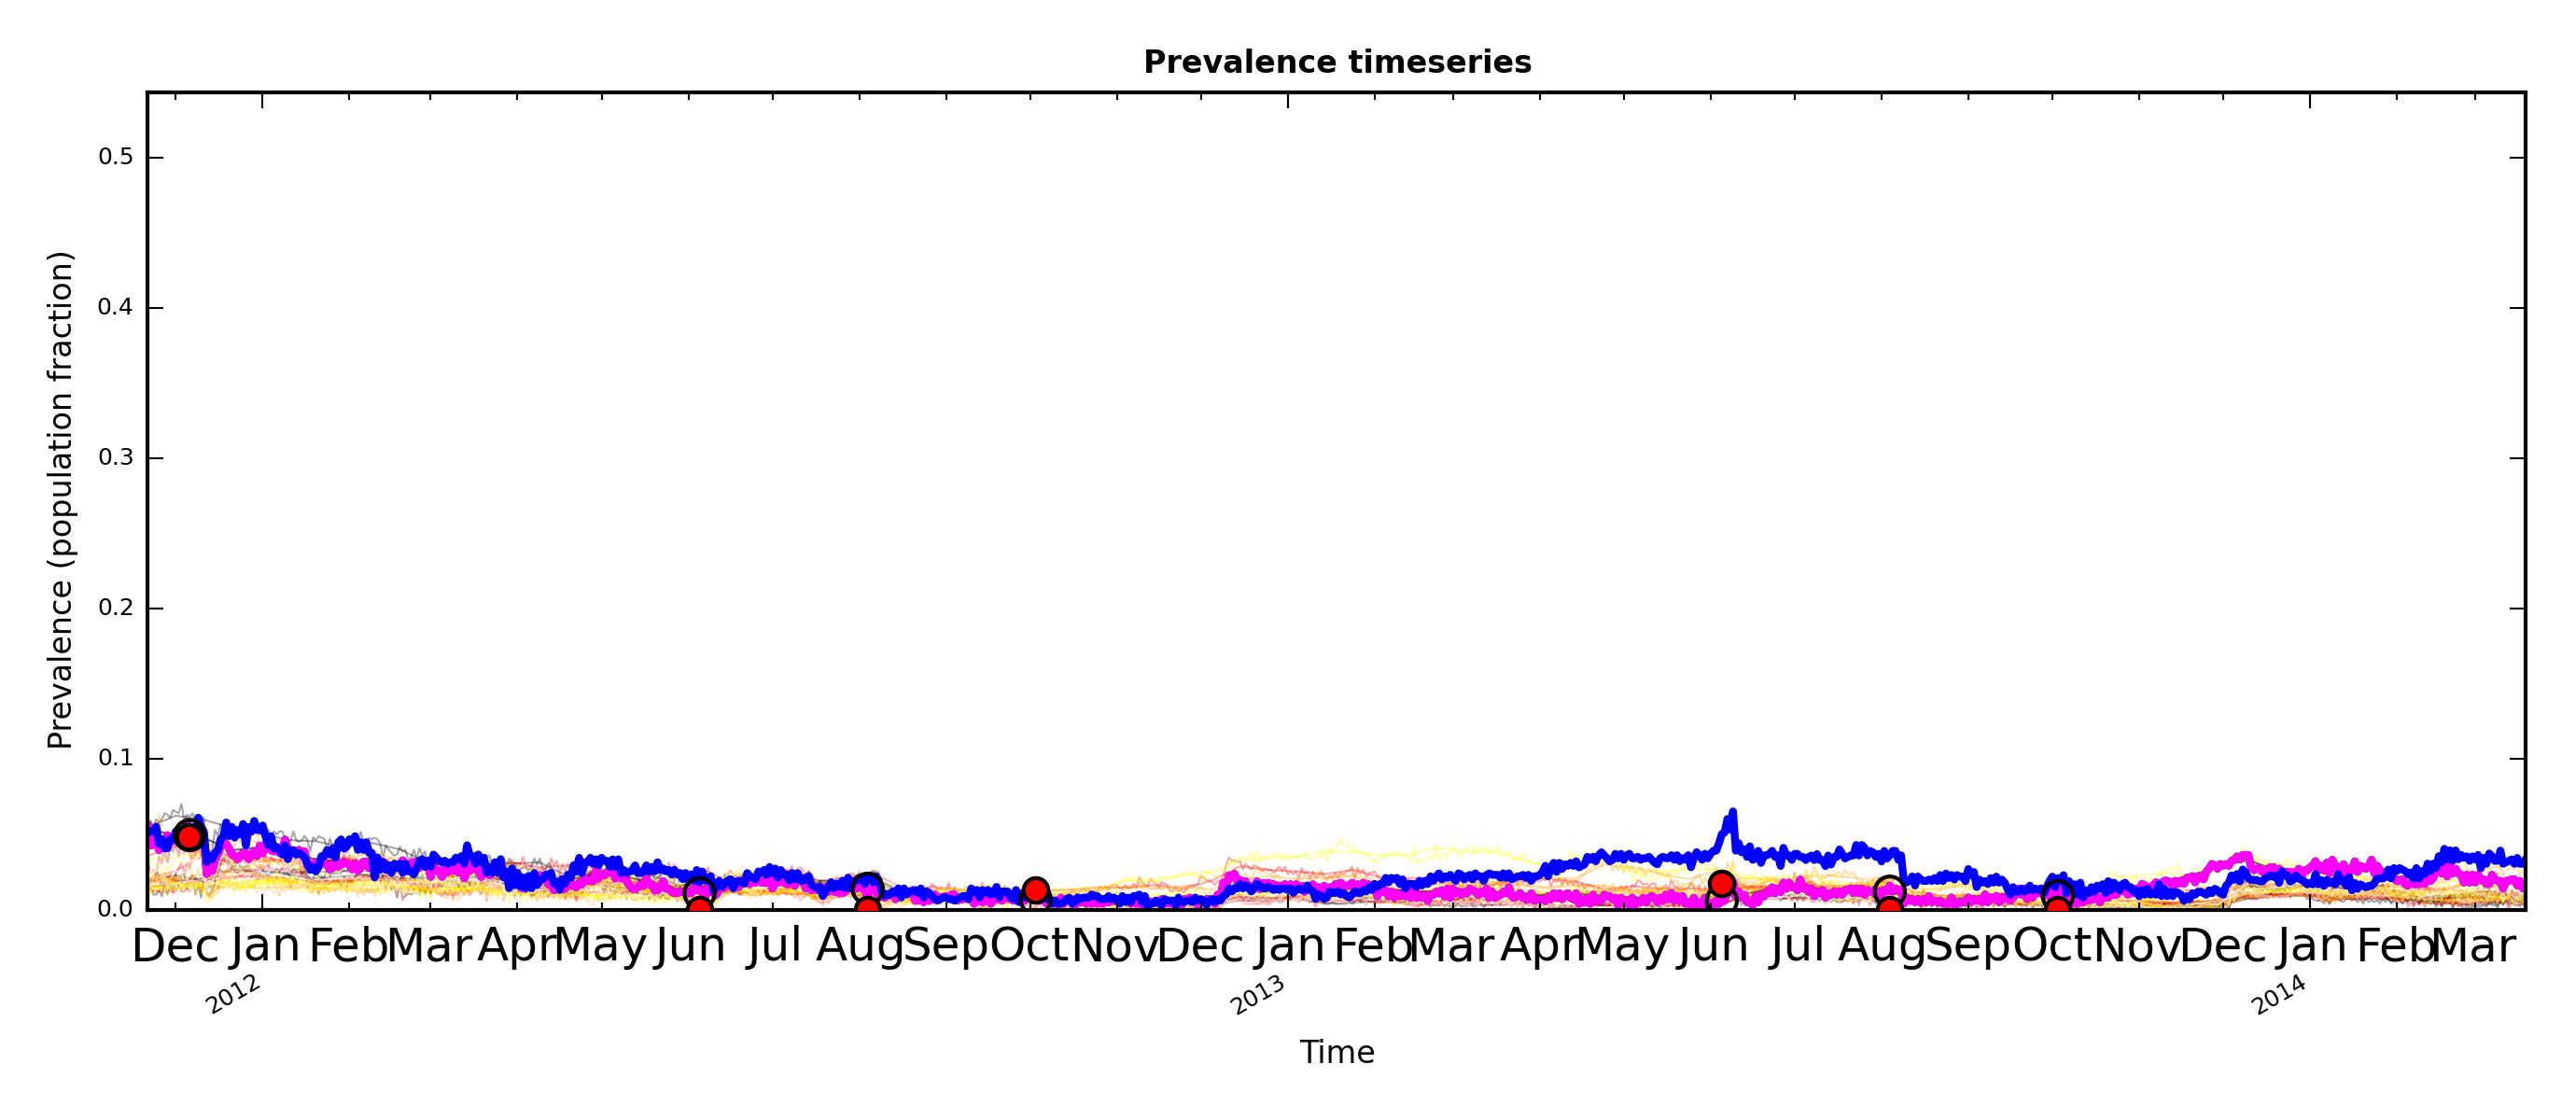 Prevalence timeseries
Prevalence (population fraction)
0.5
0.4
0.3
0.2
0.1
0.0
Dec Jan Feb Mar Apr May Jun Jul Aug Sep Oct Nov Dec Jan Feb Mar Apr May Jun Jul Aug Sep Oct Nov Dec Jan Feb Mar
2012 2013 2014
Time